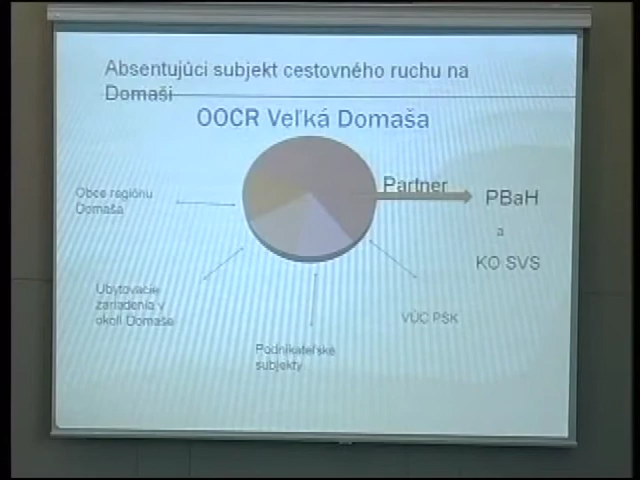 Absentujúci subjekt cestovného ruchu na
Domaši
OOCR Veľká Domaša
Obce regiónu
Domaša
Partner
PBaH
a
KO SVS
Ubytovacie
zariadenia v
okolí Domaše
VÚC PSK
Podnikateľské
subjekty